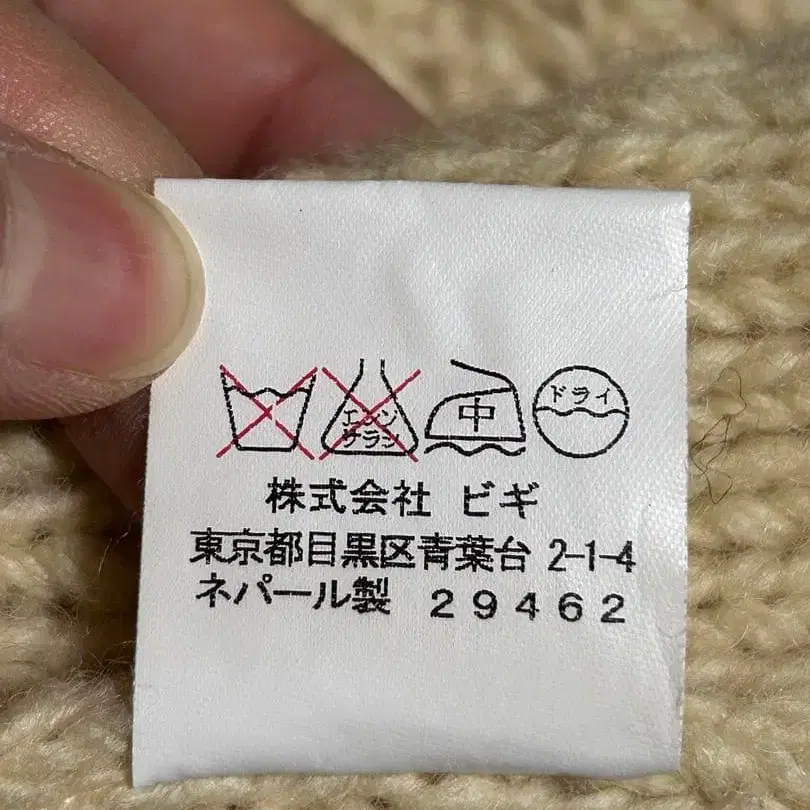 エンソ
サラシ
中
ドライ
株式会社 ビギ
東京都目黒区青葉台 2-1-4
ネパール製 29462